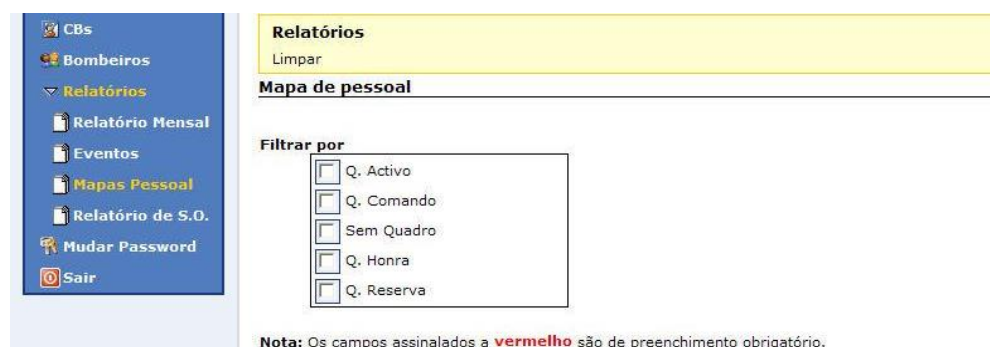 CBs
Bombeiros
Relatórios
Relatório Mensal
Eventos
Mapas Pessoal
Relatório de S.O.
Mudar Password
Sair
Relatórios
Limpar
Mapa de pessoal
Filtrar por
Q. Activo
Q. Comando
Sem Quadro
Q. Honra
Q. Reserva
Nota: Os campos assinalados a vermelho são de preenchimento obrigatório.